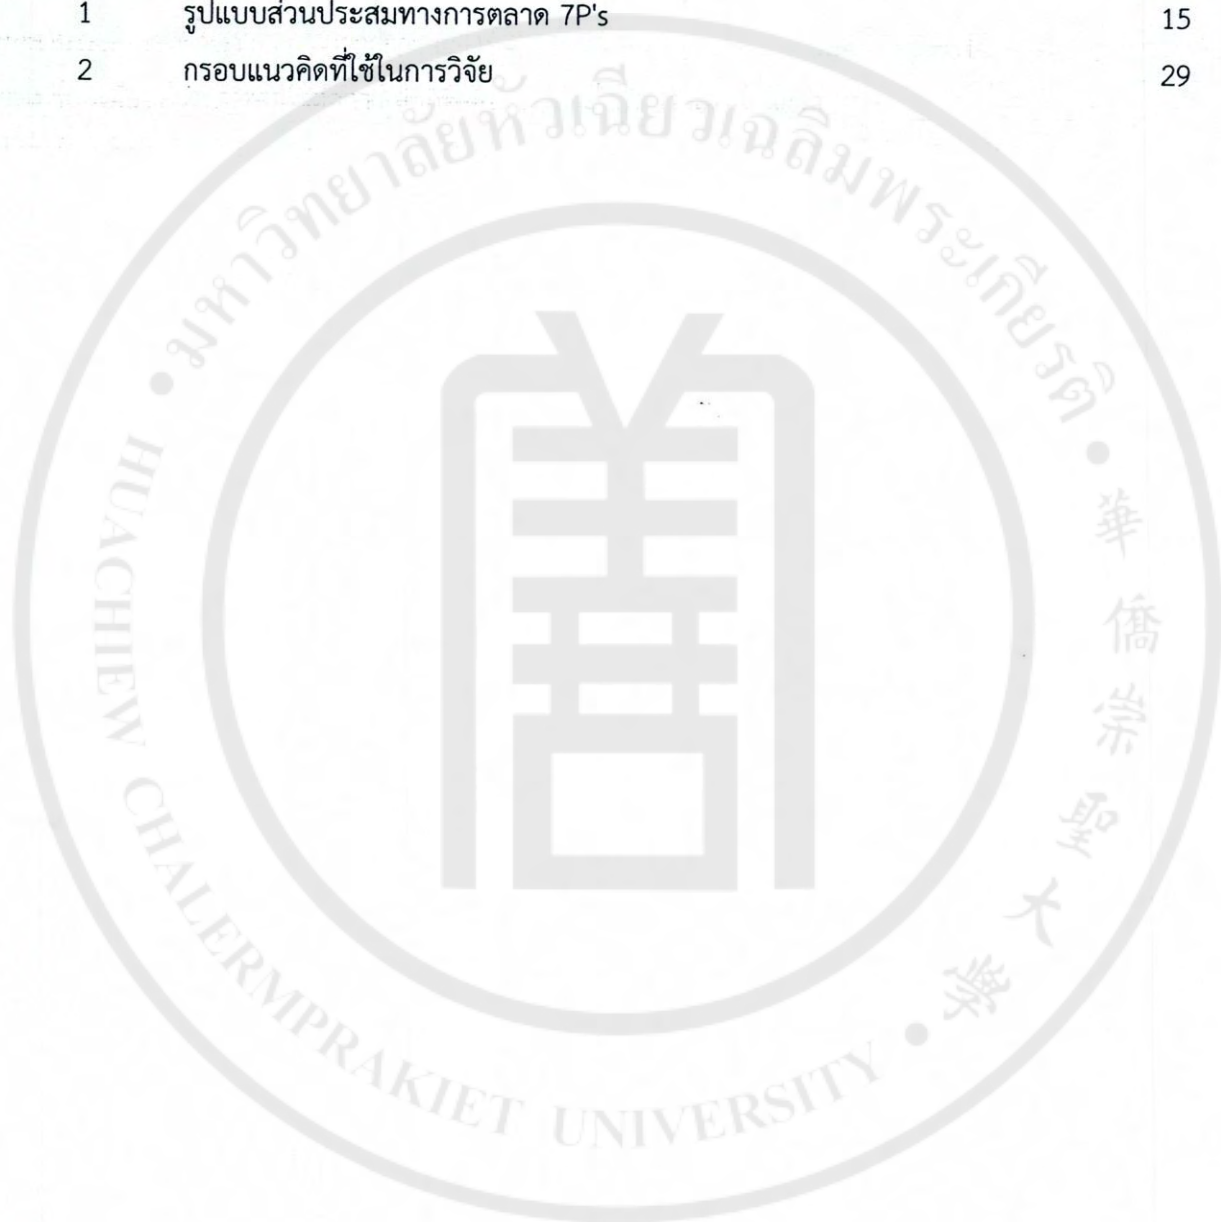 1 รูปแบบส่วนประสมทางการตลาด 7P's 15
2 กรอบแนวคิดที่ใช้ในการวิจัย 29
มหาวิทยาลัยหัวเฉียวเฉลิมพระเกียรติ
華僑崇聖大學
HUACHIEW CHALERMPRAKIET UNIVERSITY